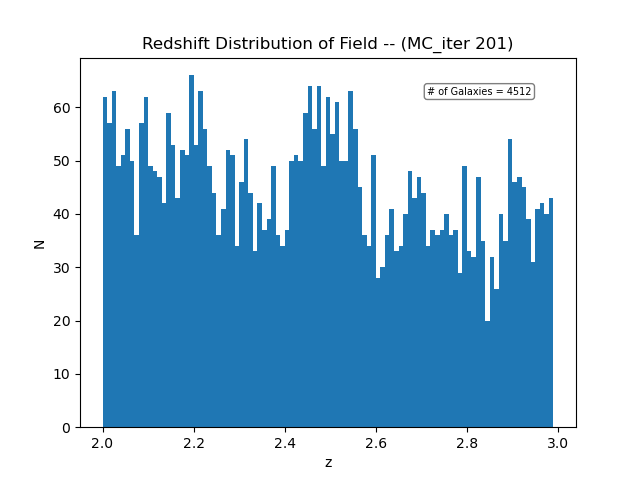 Redshift Distribution of Field -- (MC_iter 201)
# of Galaxies = 4512
60
50
40
30
20
10
0
N
2.0 2.2 2.4 2.6 2.8 3.0
z